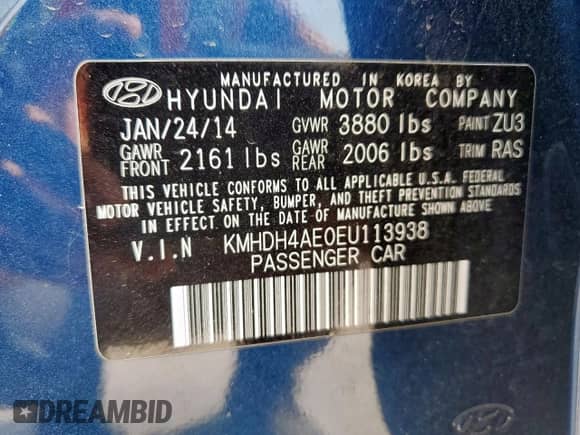 MANUFACTURED IN KOREA BY
HYUNDAI MOTOR COMPANY
JAN/24/14 GVWR 3880 lbs PAINT ZU3
GAWR FRONT 2161 lbs GAWR REAR 2006 lbs TRIM RAS
THIS VEHICLE CONFORMS TO ALL APPLICABLE U.S.A. FEDERAL
MOTOR VEHICLE SAFETY, BUMPER, AND THEFT PREVENTION STANDARDS
IN EFFECT ON THE DATE OF MANUFACTURE SHOWN ABOVE.
V.I.N KMHDH4AE0EU113938
PASSENGER CAR
DREAMBID